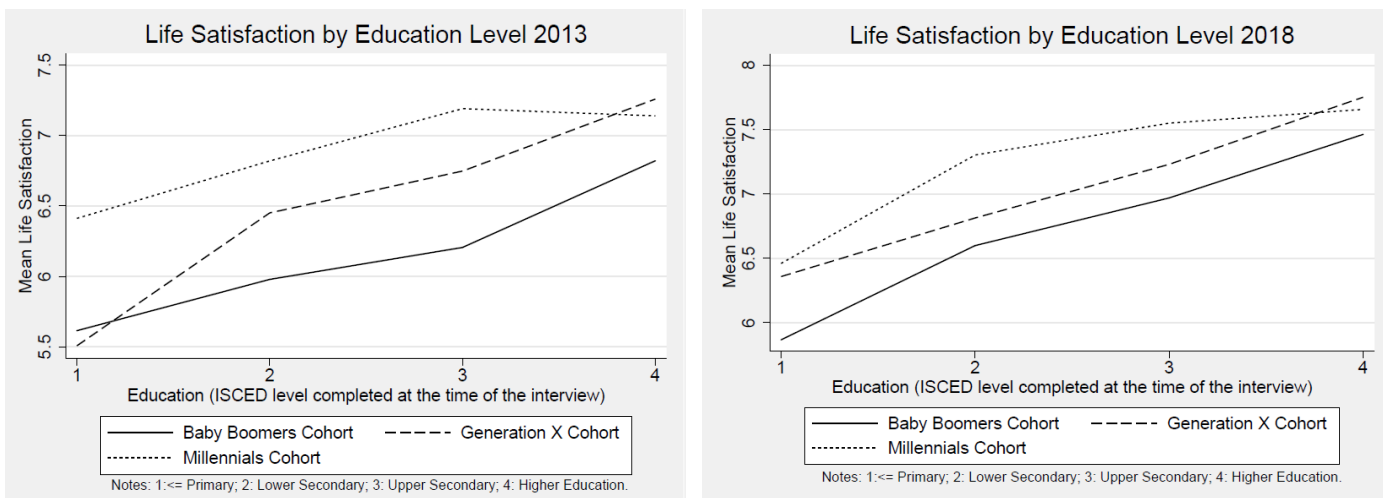 Life Satisfaction by Education Level 2013
Mean Life Satisfaction
7.5
7
6.5
6
5.5
1 2 3 4
Education (ISCED level completed at the time of the interview)
Baby Boomers Cohort Generation X Cohort
Millennials Cohort
Notes: 1:<= Primary; 2: Lower Secondary; 3: Upper Secondary; 4: Higher Education.
Life Satisfaction by Education Level 2018
Mean Life Satisfaction
8
7.5
7
6.5
6
1 2 3 4
Education (ISCED level completed at the time of the interview)
Baby Boomers Cohort Generation X Cohort
Millennials Cohort
Notes: 1:<= Primary; 2: Lower Secondary; 3: Upper Secondary; 4: Higher Education.